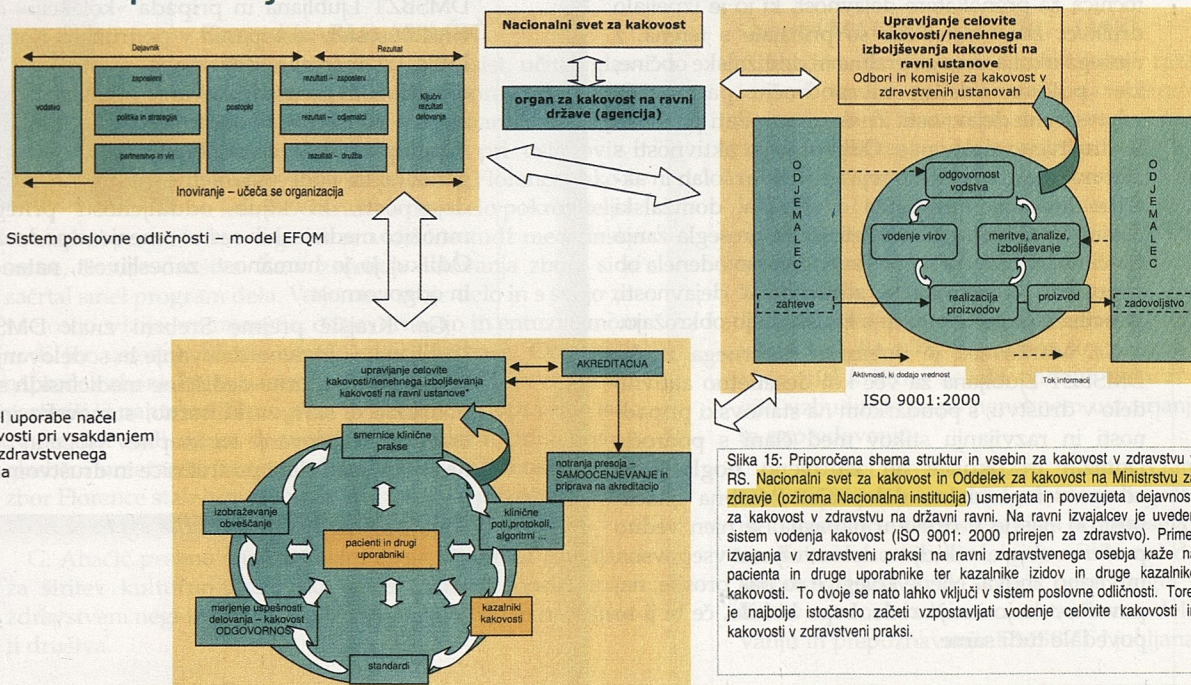 Nacionalni svet za kakovost
organ za kakovost na ravni
države (agencija)
Upravljanje celovite
kakovosti/nenehnega
izboljševanja kakovosti na
ravni ustanove
Odbori in komisije za kakovost v
zdravstvenih ustanovah
Dejavnik
Rezultat
vodstvo
zaposleni
politika in strategija
partnerstvo in viri
postopki
rezultati – zaposleni
rezultati – odjemalci
rezultati – družba
Ključni
rezultati
delovanja
Inoviranje – učeča se organizacija
Sistem poslovne odličnosti – model EFQM
ODJEMALEC
ODJEMALEC
odgovornost
vodstva
vodenje virov
meritve, analize,
izboljševanje
realizacija
proizvodov
proizvod
zahteve
zadovoljstvo
Aktivnosti, ki dodajo vrednost
Tok informacij
ISO 9001:2000
uporabe načel
pri vsakdanjem
zdravstvenega
upravljanje celovite
kakovosti/nenehnega izboljševanja
kakovosti na ravni ustanove"
AKREDITACIJA
smernice klinične
prakse
notranja presoja –
SAMOOCENJEVANJE in
priprava na akreditacijo
izobraževanje
obveščanje
klinične
poti,protokoli,
algoritmi ...
pacienti in drugi
uporabniki
merjenje uspešnosti
delovanja – kakovost
ODGOVORNOST
kazalniki
kakovosti
standardi
Slika 15: Priporočena shema struktur in vsebin za kakovost v zdravstvu v
RS. Nacionalni svet za kakovost in Oddelek za kakovost na Ministrstvu za
zdravje (oziroma Nacionalna institucija) usmerjata in povezujeta dejavnost
za kakovost v zdravstvu na državni ravni. Na ravni izvajalcev je uveden
sistem vodenja kakovost (ISO 9001: 2000 prirejen za zdravstvo). Primer
izvajanja v zdravstveni praksi na ravni zdravstvenega osebja kaže na
pacienta in druge uporabnike ter kazalnike izidov in druge kazalnike
kakovosti. To dvoje se nato lahko vključi v sistem poslovne odličnosti. Torej
je najbolje istočasno začeti vzpostavljati vodenje celovite kakovosti in
kakovosti v zdravstveni praksi.